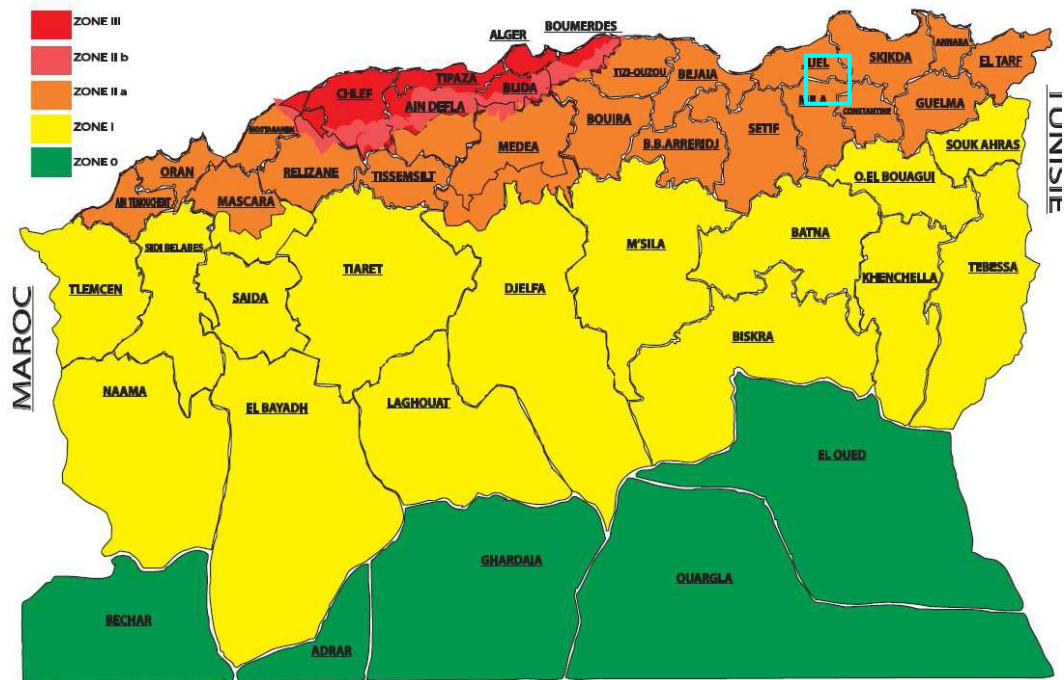 ZONE III
ZONE II b
ZONE II a
ZONE I
ZONE 0
ALGER
BOUMERDES
TIPAZA
CHLEF
BLIDA
AIN DEFLA
TIZI-OUZOU
BEJAIA
SKIKDA
ANNABA
EL TARF
MOSTAGANEM
BOUIRA
SETIF
CONSTANTINE
GUELMA
SOUK AHRAS
TUNISIE
ORAN
RELIZANE
TISSEMSILT
MEDEA
B.B.ARRERIDJ
O.EL BOUAGUI
AIN TEMOUCHENT
MASCARA
SIDI BELABES
TIARET
M'SILA
BATNA
TLEMCEN
SAIDA
DJELFA
KHENCHELLA
TEBESSA
MAROC
BISKRA
NAAMA
EL BAYADH
LAGHOUAT
EL OUED
GHARDAIA
OUARGLA
BECHAR
ADRAR